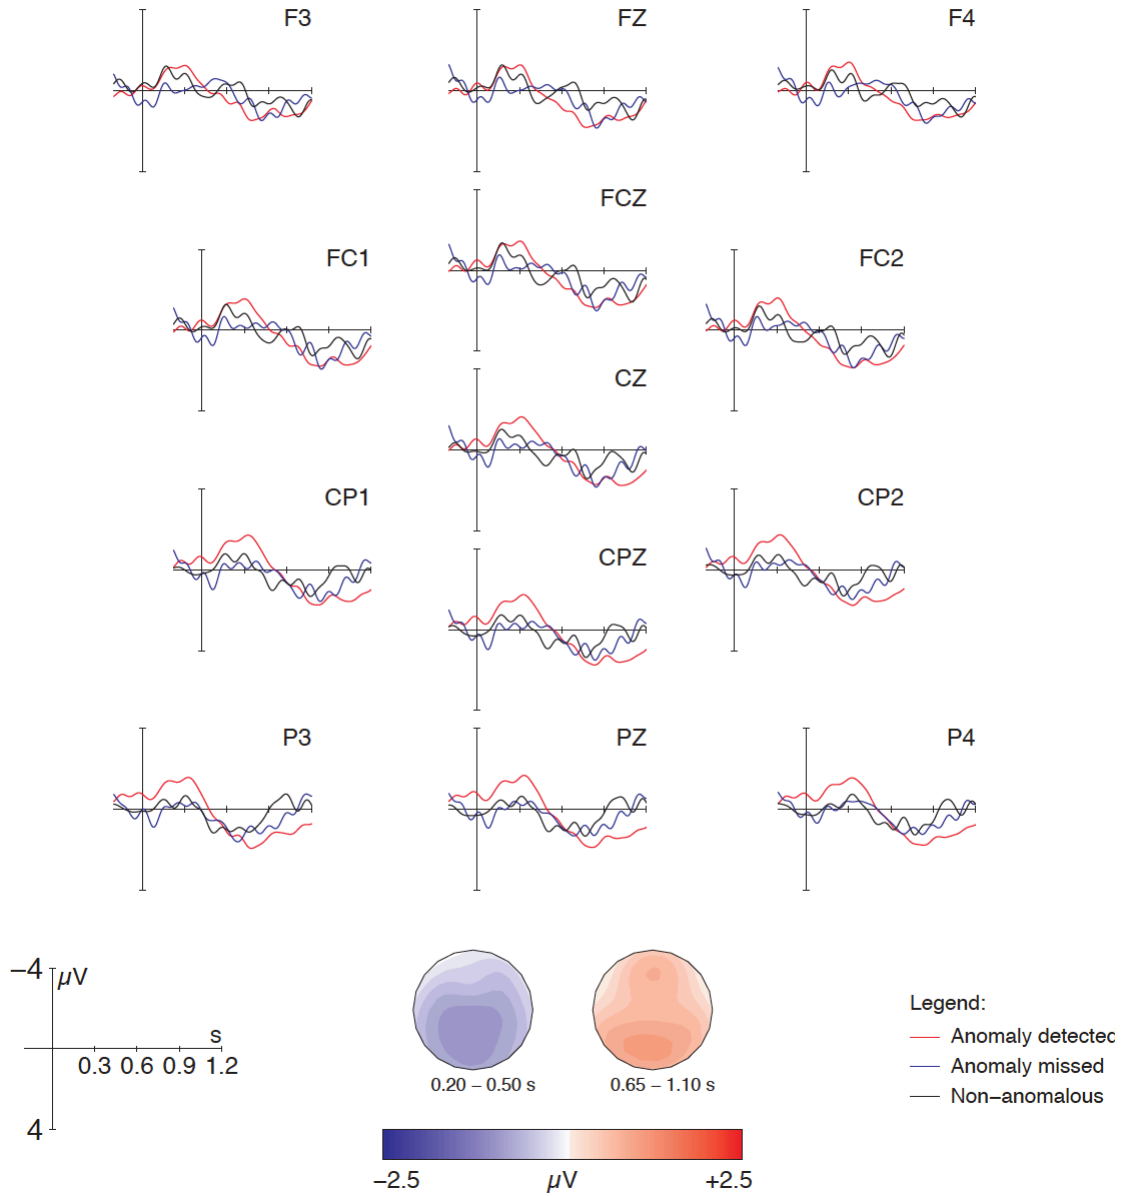 F3
FZ
F4
FCZ
FC1
FC2
CZ
CP1
CP2
CPZ
P3
PZ
P4
−4
µV
s
0.3 0.6 0.9 1.2
4
0.20 − 0.50 s
0.65 − 1.10 s
−2.5
µV
+2.5
Legend:
Anomaly detected
Anomaly missed
Non−anomalous